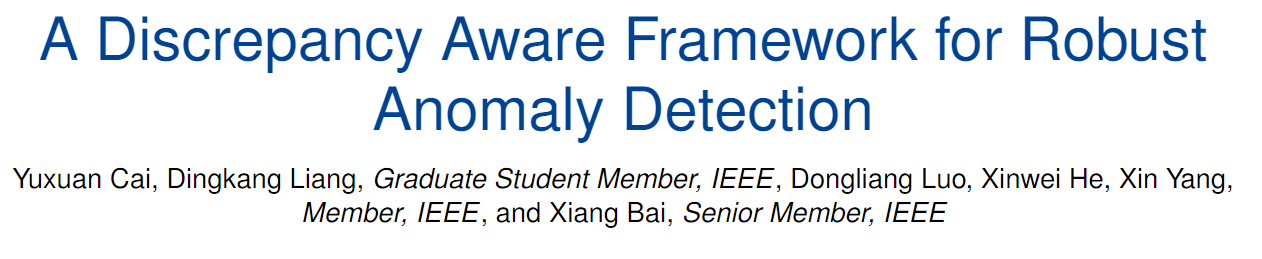 A Discrepancy Aware Framework for Robust
Anomaly Detection
Yuxuan Cai, Dingkang Liang, Graduate Student Member, IEEE, Dongliang Luo, Xinwei He, Xin Yang,
Member, IEEE, and Xiang Bai, Senior Member, IEEE